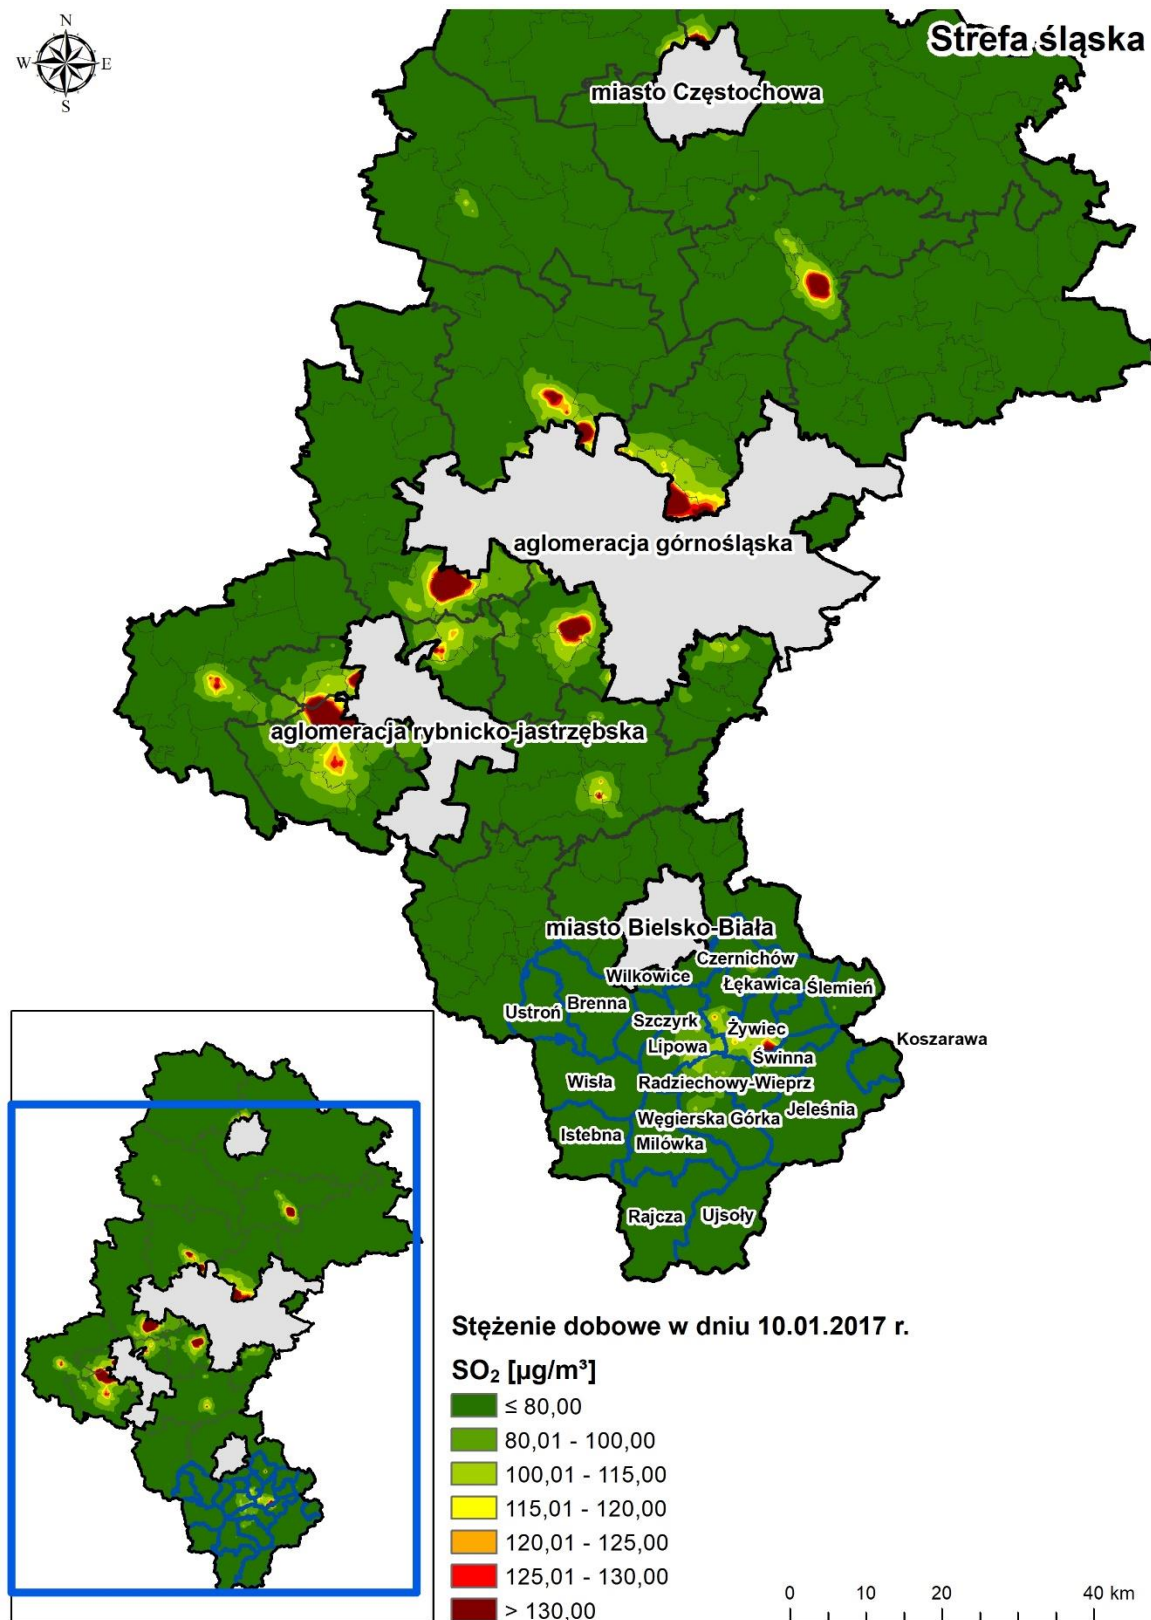 N
W E
S
Strefa śląska
miasto Częstochowa
aglomeracja górnośląska
aglomeracja rybnicko-jastrzębska
miasto Bielsko-Biała
Czernichów
Wilkowice
Łękawica Ślemień
Brenna
Ustroń
Szczyrk
Żywiec
Koszarawa
Lipowa
Świnna
Wisła
Radziechowy-Wieprz
Jeleśnia
Węgierska Górka
Istebna
Milówka
Rajcza
Ujsoły
Stężenie dobowe w dniu 10.01.2017 r.
SO₂ [µg/m³]
≤ 80,00
80,01 - 100,00
100,01 - 115,00
115,01 - 120,00
120,01 - 125,00
125,01 - 130,00
> 130,00
0 10 20 40 km